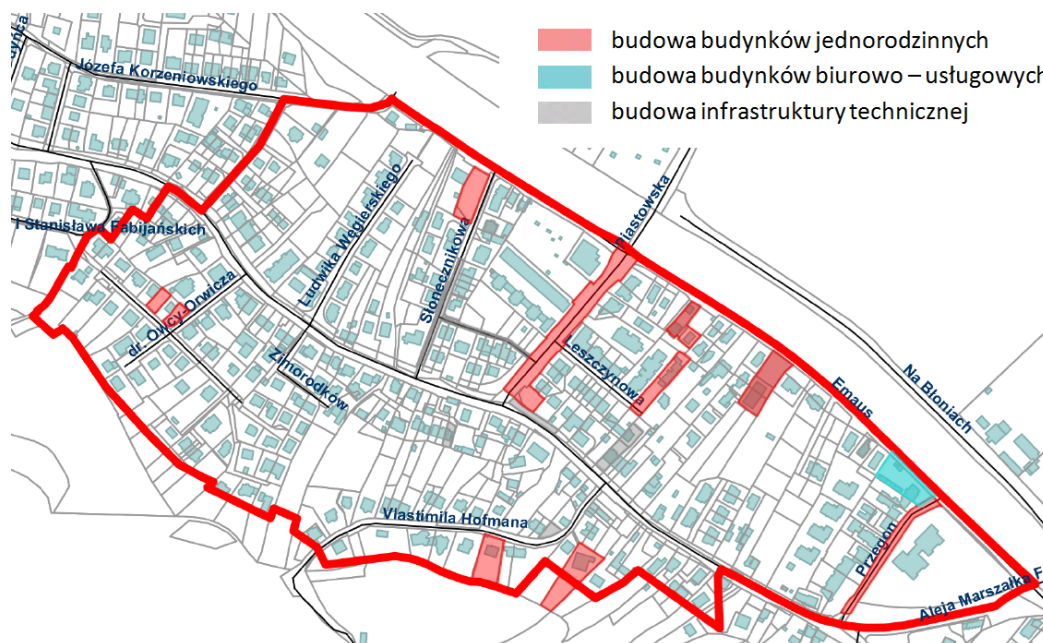 budowa budynków jednorodzinnych
budowa budynków biurowo – usługowych
budowa infrastruktury technicznej
Józefa Korzeniowskiego
l Stanisława Fabijańskich
Ludwika Węgierskiego
Słonecznikowa
Piastowska
dr. Owcy-Orwicza
Zimorodków
Leszczynowa
Emaus
Na Błoniach
Vlastimila Hofmana
Przegon
Aleja Marszałka F